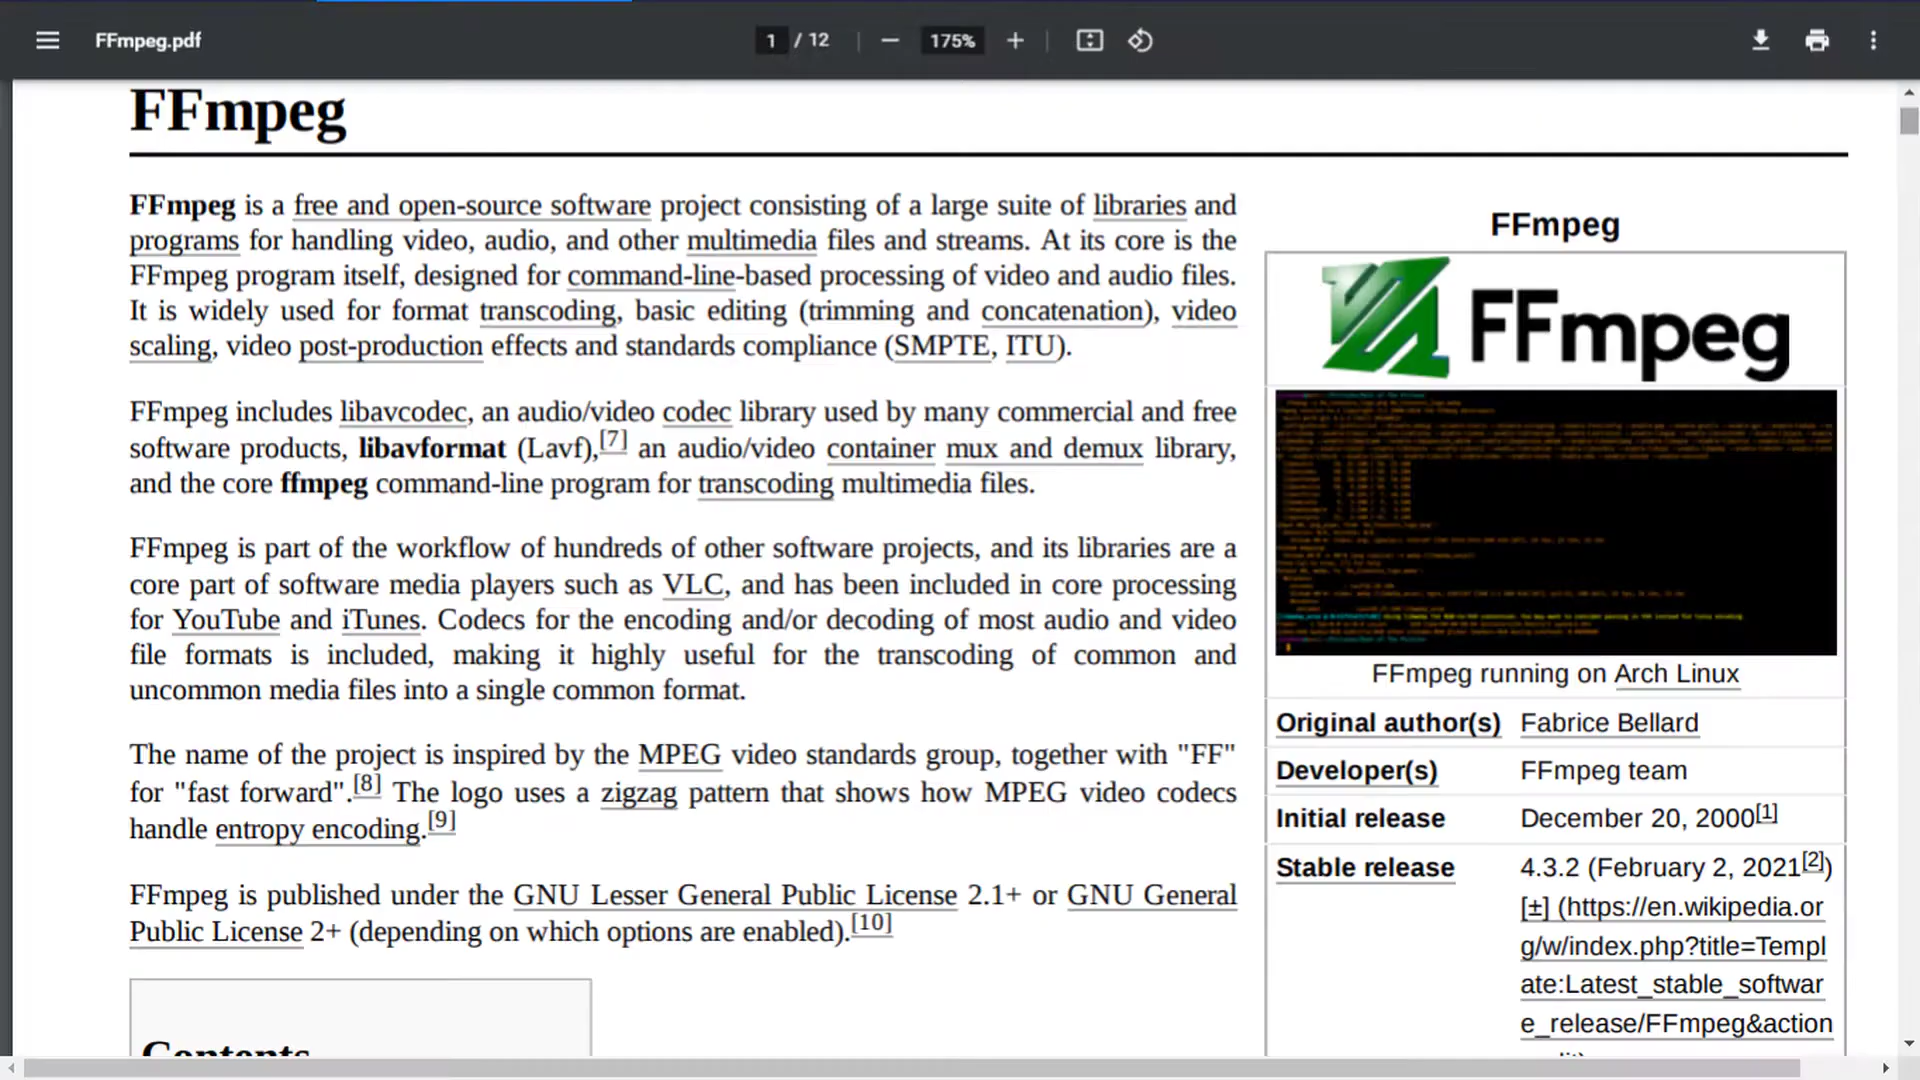 FFmpeg.pdf
1 / 12
175%
FFmpeg
FFmpeg is a free and open-source software project consisting of a large suite of libraries and
programs for handling video, audio, and other multimedia files and streams. At its core is the
FFmpeg program itself, designed for command-line-based processing of video and audio files.
It is widely used for format transcoding, basic editing (trimming and concatenation), video
scaling, video post-production effects and standards compliance (SMPTE, ITU).
FFmpeg includes libavcodec, an audio/video codec library used by many commercial and free
software products, libavformat (Lavf),[7] an audio/video container mux and demux library,
and the core ffmpeg command-line program for transcoding multimedia files.
FFmpeg is part of the workflow of hundreds of other software projects, and its libraries are a
core part of software media players such as VLC, and has been included in core processing
for YouTube and iTunes. Codecs for the encoding and/or decoding of most audio and video
file formats is included, making it highly useful for the transcoding of common and
uncommon media files into a single common format.
The name of the project is inspired by the MPEG video standards group, together with "FF"
for "fast forward".[8] The logo uses a zigzag pattern that shows how MPEG video codecs
handle entropy encoding.[9]
FFmpeg is published under the GNU Lesser General Public License 2.1+ or GNU General
Public License 2+ (depending on which options are enabled).[10]
Contents
FFmpeg
FFmpeg
FFmpeg running on Arch Linux
Original author(s) Fabrice Bellard
Developer(s) FFmpeg team
Initial release December 20, 2000[1]
Stable release 4.3.2 (February 2, 2021[2])
[±] (https://en.wikipedia.or
g/w/index.php?title=Templ
ate:Latest_stable_softwar
e_release/FFmpeg&action